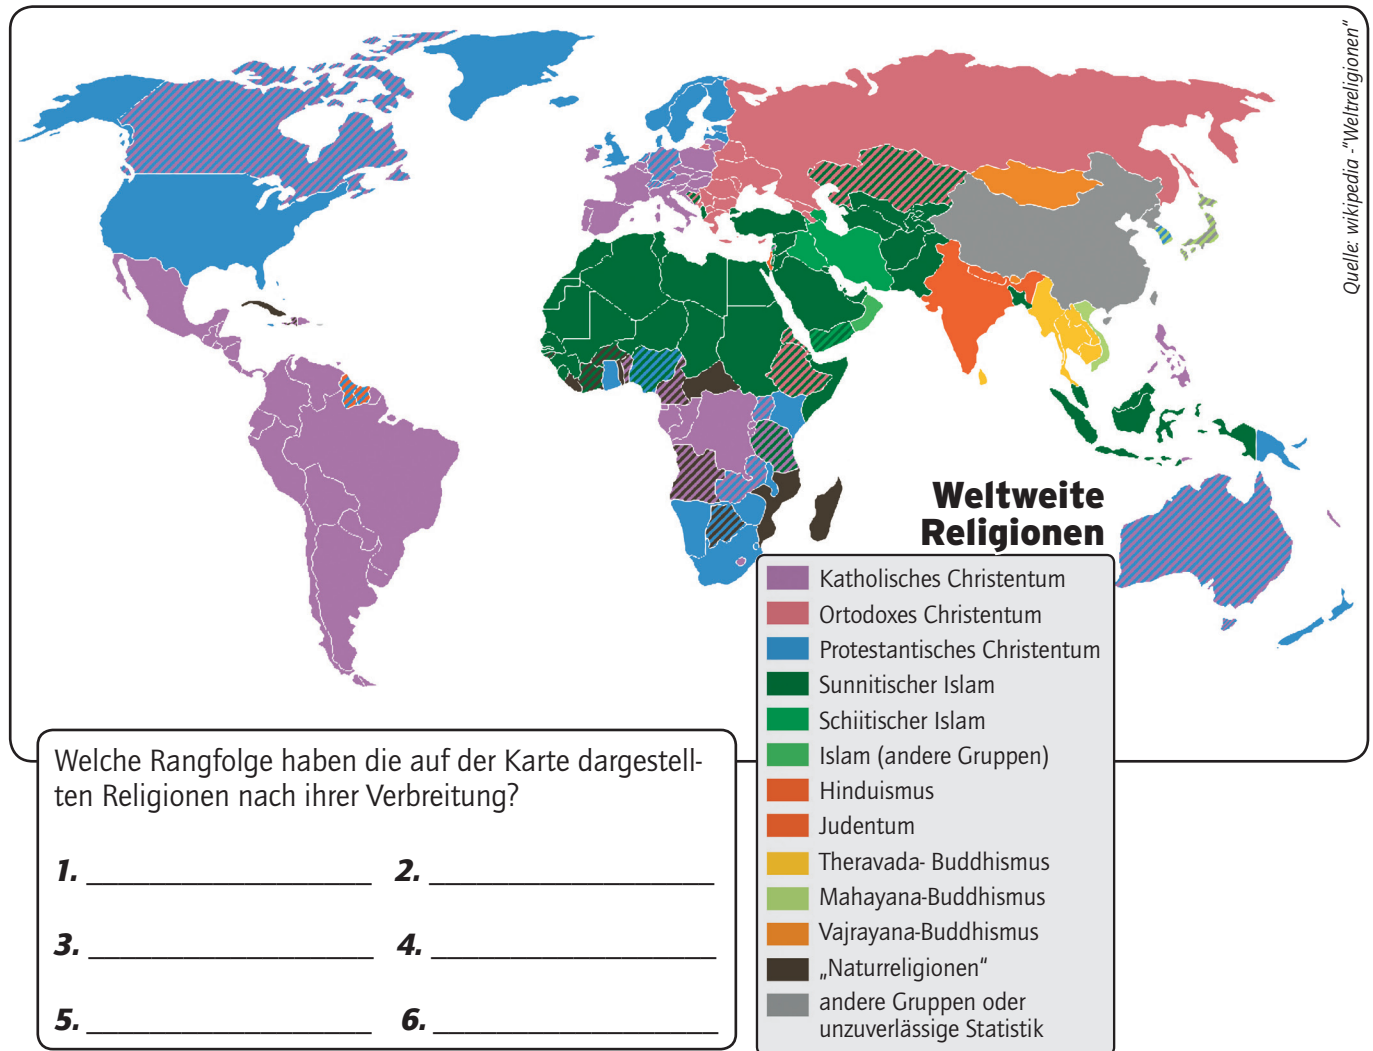 Quelle: wikipedia -"Weltreligionen"
Weltweite
Religionen
Katholisches Christentum
Ortodoxes Christentum
Protestantisches Christentum
Sunnitischer Islam
Schiitischer Islam
Islam (andere Gruppen)
Hinduismus
Judentum
Theravada- Buddhismus
Mahayana-Buddhismus
Vajrayana-Buddhismus
„Naturreligionen“
andere Gruppen oder
unzuverlässige Statistik
Welche Rangfolge haben die auf der Karte dargestell-
ten Religionen nach ihrer Verbreitung?
1. ____________________ 2. ____________________
3. ____________________ 4. ____________________
5. ____________________ 6. ____________________